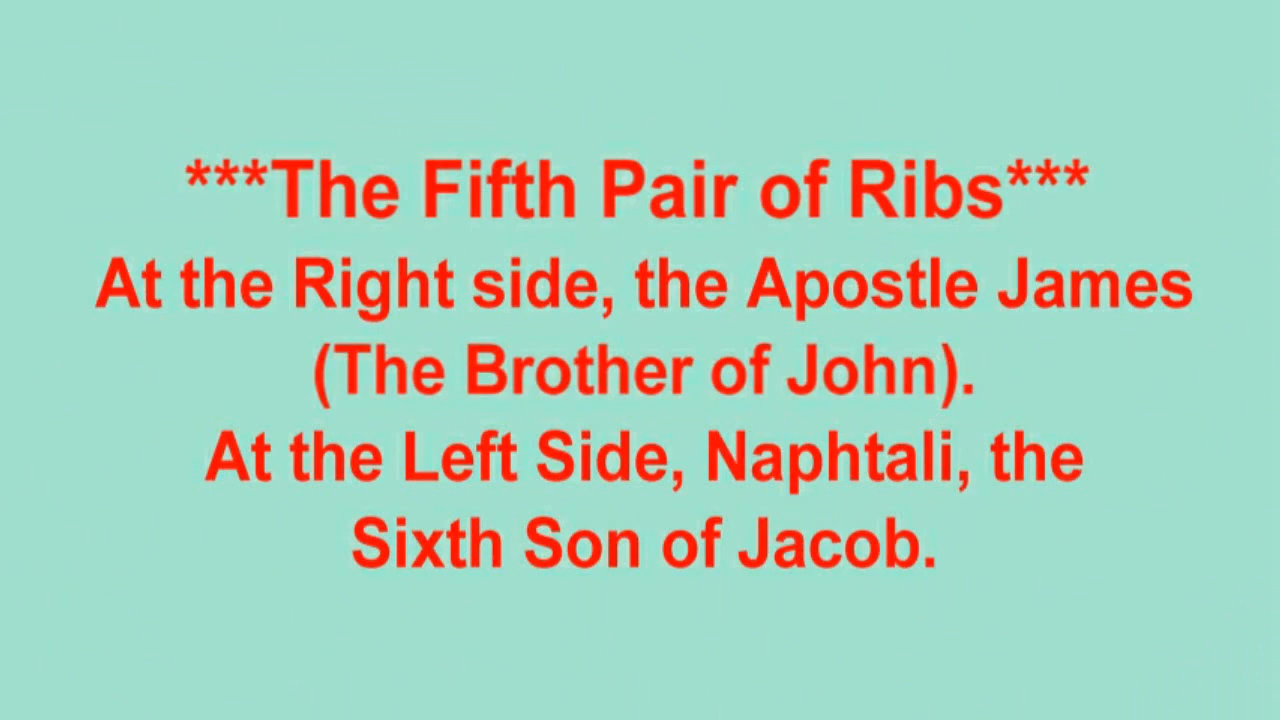 ***The Fifth Pair of Ribs***
At the Right side, the Apostle James
(The Brother of John).
At the Left Side, Naphtali, the
Sixth Son of Jacob.